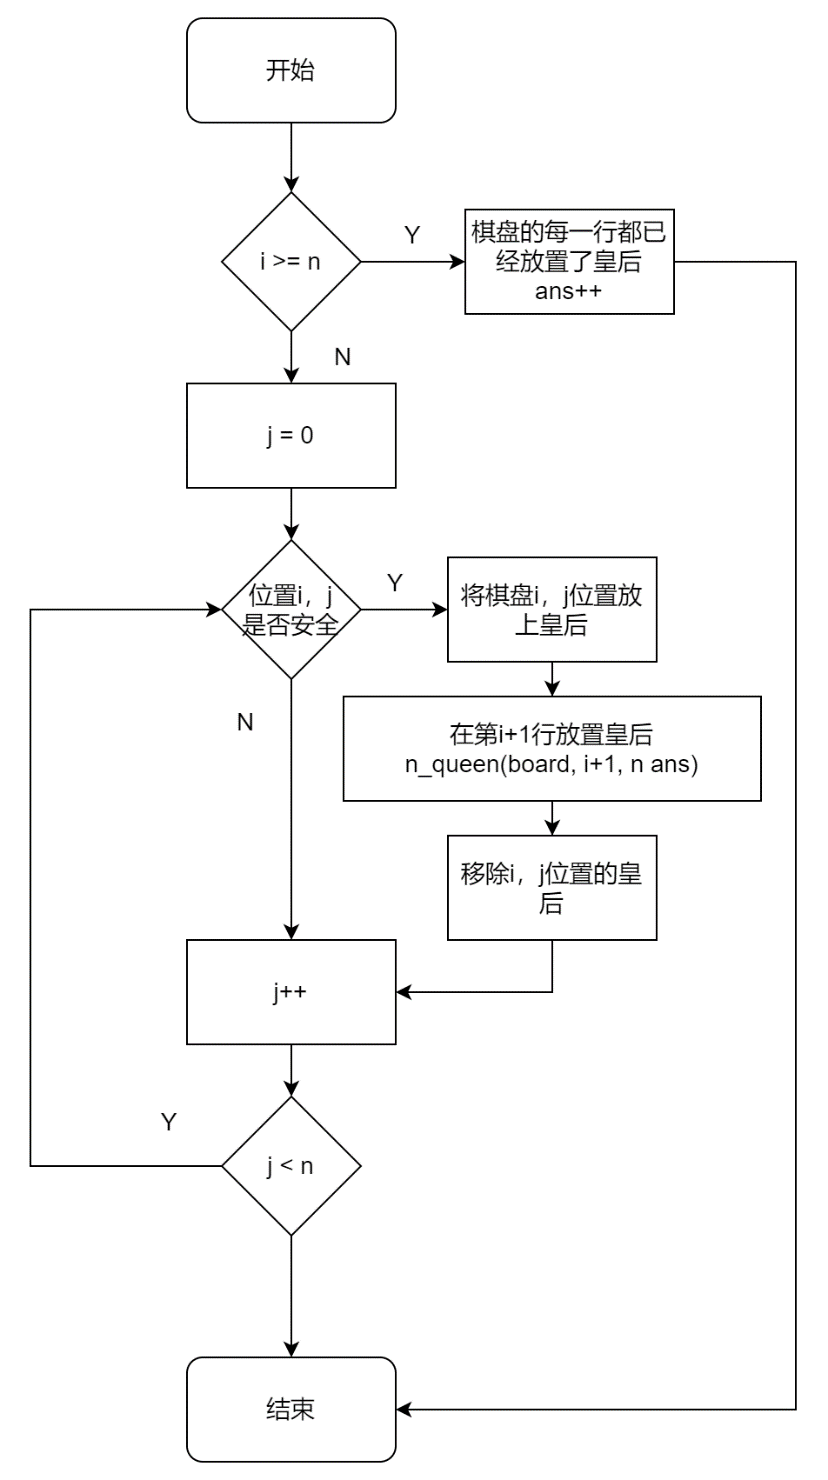 开始
i >= n
Y
棋盘的每一行都已
经放置了皇后
ans++
N
j = 0
位置i，j
是否安全
Y
将棋盘i，j位置放
上皇后
N
在第i+1行放置皇后
n_queen(board, i+1, n ans)
移除i，j位置的皇
后
j++
Y
j < n
结束